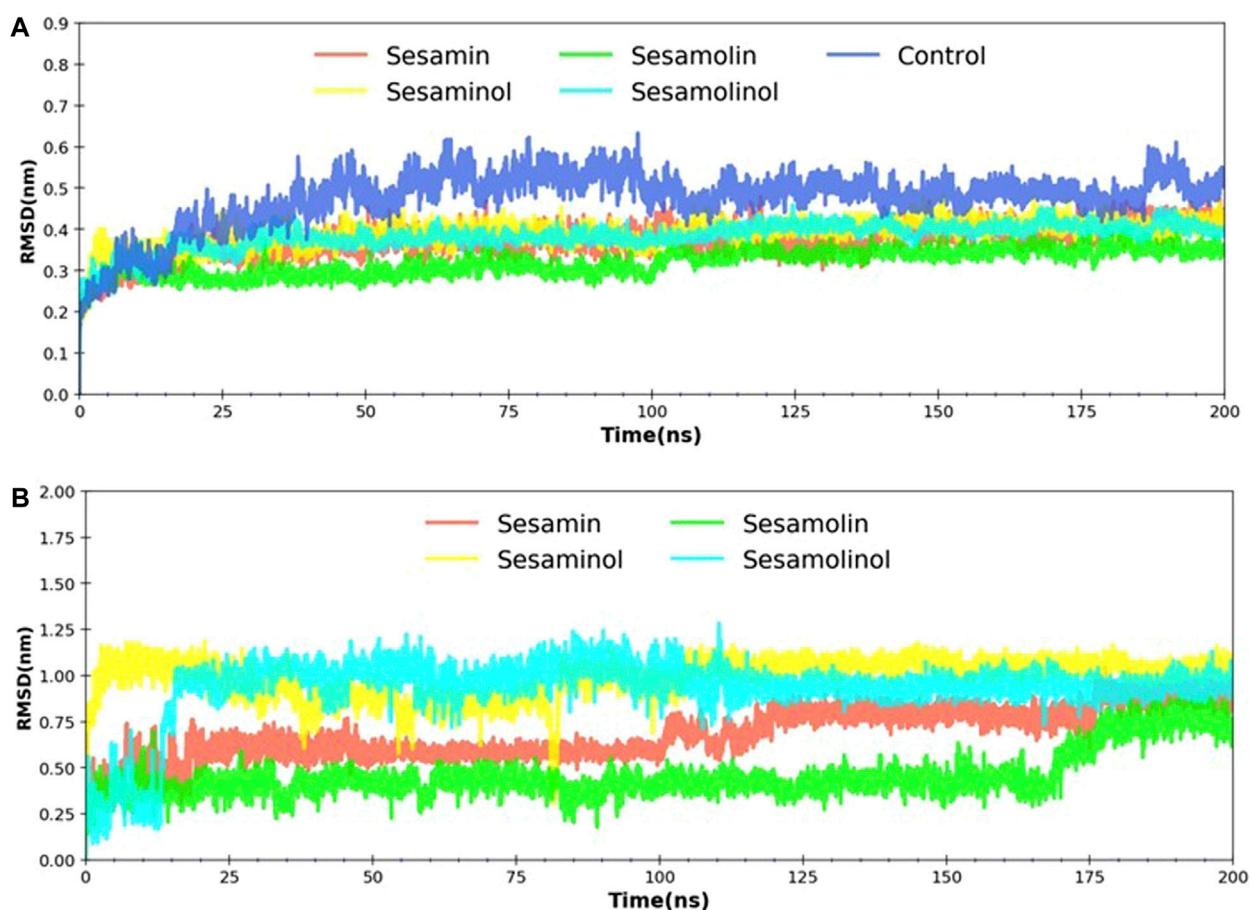 A
0.9
0.8
0.7
0.6
0.5
0.4
0.3
0.2
0.1
0.0
RMSD(nm)
Sesamin Sesamolin Control
Sesaminol Sesamolinol
0 25 50 75 100 125 150 175 200
Time(ns)
B
2.00
1.75
1.50
1.25
1.00
0.75
0.50
0.25
0.00
RMSD(nm)
Sesamin Sesamolin
Sesaminol Sesamolinol
0 25 50 75 100 125 150 175 200
Time(ns)